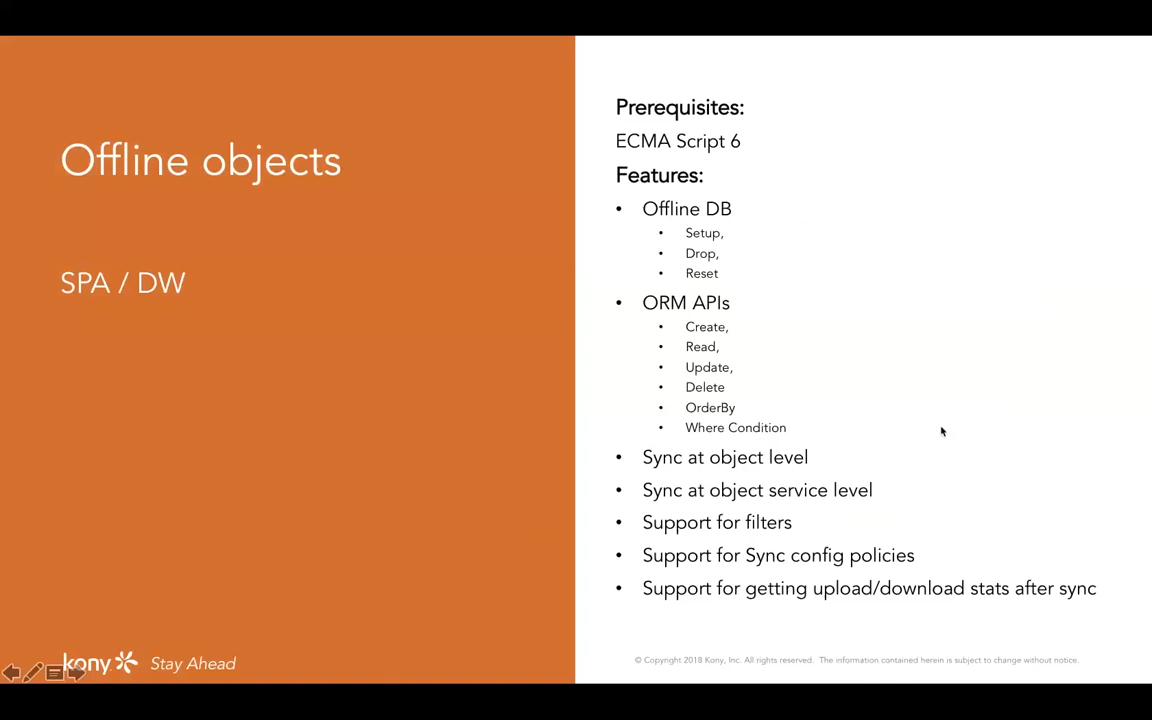 Offline objects
SPA / DW
Prerequisites:
ECMA Script 6
Features:
• Offline DB
• Setup,
• Drop,
• Reset
• ORM APIs
• Create,
• Read,
• Update,
• Delete
• OrderBy
• Where Condition
• Sync at object level
• Sync at object service level
• Support for filters
• Support for Sync config policies
• Support for getting upload/download stats after sync
kony Stay Ahead
© Copyright 2018 Kony, Inc. All rights reserved. The information contained herein is subject to change without notice.